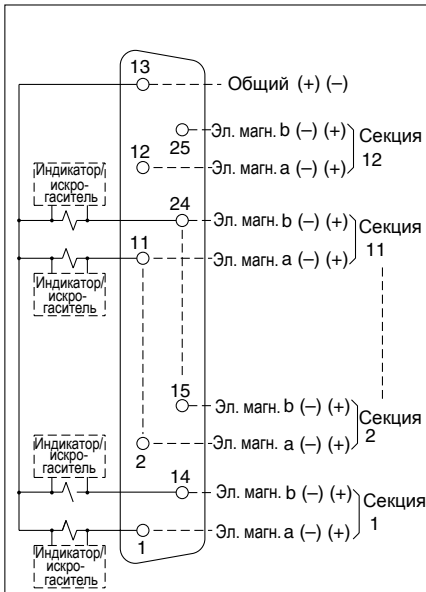 13
Общий (+) (–)
25
Эл. магн. b (–) (+)
12
Эл. магн. a (–) (+)
Секция
12
Индикатор/
искро-
гаситель
24
Эл. магн. b (–) (+)
11
Эл. магн. a (–) (+)
Секция
11
Индикатор/
искро-
гаситель
15
Эл. магн. b (–) (+)
2
Эл. магн. a (–) (+)
Секция
2
Индикатор/
искро-
гаситель
14
Эл. магн. b (–) (+)
1
Эл. магн. a (–) (+)
Секция
1
Индикатор/
искро-
гаситель